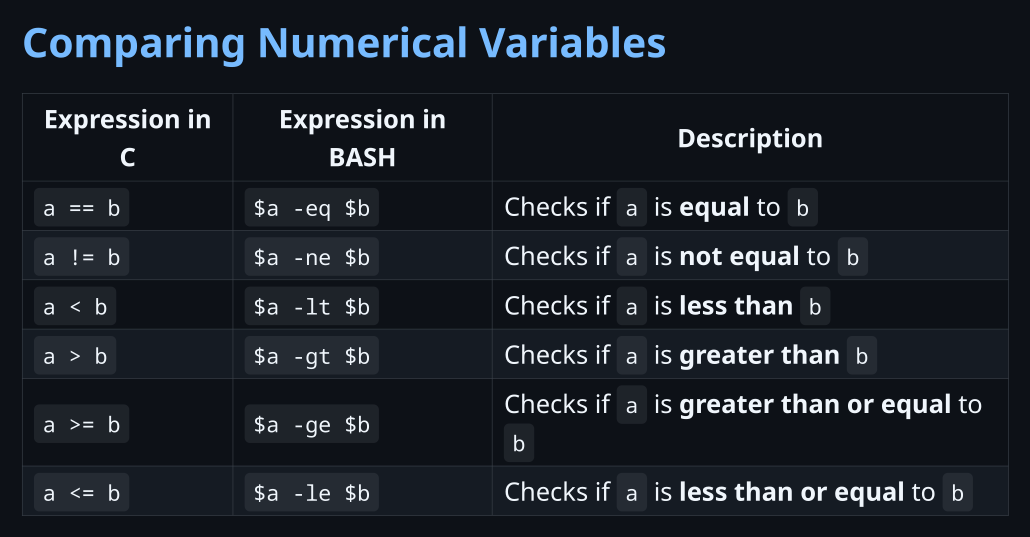 Comparing Numerical Variables
Expression in
C
Expression in
BASH
Description
a == b
$a -eq $b
Checks if a is equal to b
a != b
$a -ne $b
Checks if a is not equal to b
a < b
$a -lt $b
Checks if a is less than b
a > b
$a -gt $b
Checks if a is greater than b
a >= b
$a -ge $b
Checks if a is greater than or equal to
b
a <= b
$a -le $b
Checks if a is less than or equal to b